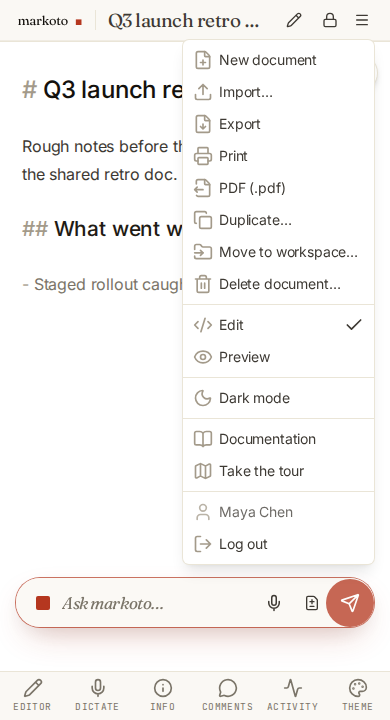 markoto
Q3 launch retro ...
# Q3 launch re
Rough notes before th
the shared retro doc.
## What went w
- Staged rollout caugh
New document
Import...
Export
Print
PDF (.pdf)
Duplicate...
Move to workspace...
Delete document...
Edit
Preview
Dark mode
Documentation
Take the tour
Maya Chen
Log out
Ask markoto...
EDITOR
DICTATE
INFO
COMMENTS
ACTIVITY
THEME